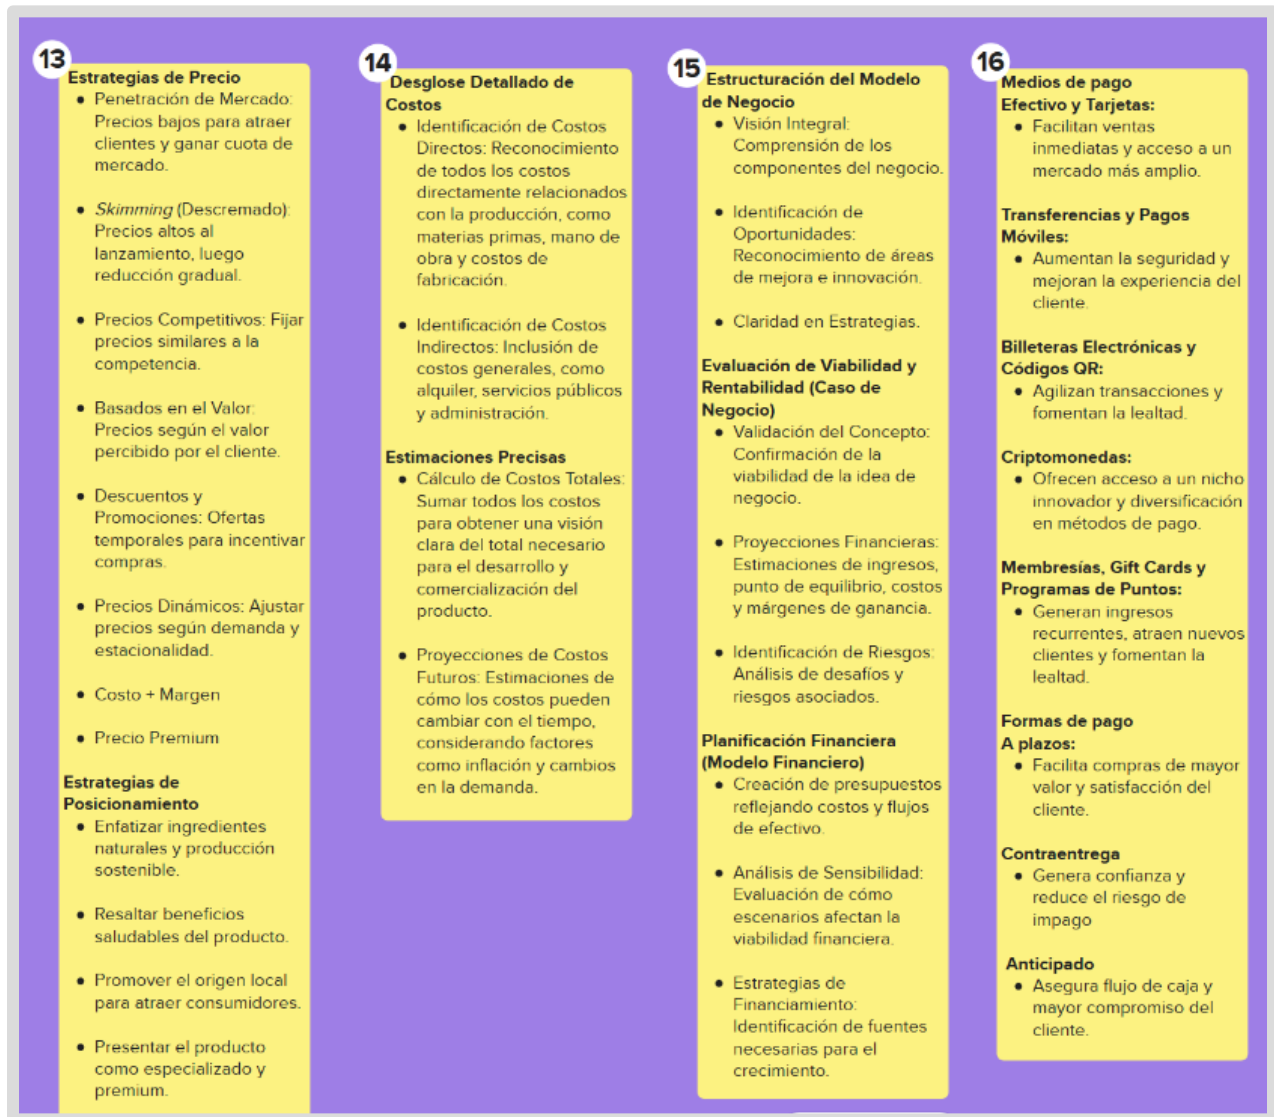 13
Estrategias de Precio
• Penetración de Mercado:
Precios bajos para atraer
clientes y ganar cuota de
mercado.
• Skimming (Descremado):
Precios altos al
lanzamiento, luego
reducción gradual.
• Precios Competitivos: Fijar
precios similares a la
competencia.
• Basados en el Valor:
Precios según el valor
percibido por el cliente.
• Descuentos y
Promociones: Ofertas
temporales para incentivar
compras.
• Precios Dinámicos: Ajustar
precios según demanda y
estacionalidad.
• Costo + Margen
• Precio Premium
Estrategias de
Posicionamiento
• Enfatizar ingredientes
naturales y producción
sostenible.
• Resaltar beneficios
saludables del producto.
• Promover el origen local
para atraer consumidores.
• Presentar el producto
como especializado y
premium.
14
Desglose Detallado de
Costos
• Identificación de Costos
Directos: Reconocimiento
de todos los costos
directamente relacionados
con la producción, como
materias primas, mano de
obra y costos de
fabricación.
• Identificación de Costos
Indirectos: Inclusión de
costos generales, como
alquiler, servicios públicos
y administración.
Estimaciones Precisas
• Cálculo de Costos Totales:
Sumar todos los costos
para obtener una visión
clara del total necesario
para el desarrollo y
comercialización del
producto.
• Proyecciones de Costos
Futuros: Estimaciones de
cómo los costos pueden
cambiar con el tiempo,
considerando factores
como inflación y cambios
en la demanda.
15
Estructuración del Modelo
de Negocio
• Visión Integral:
Comprensión de los
componentes del negocio.
• Identificación de
Oportunidades:
Reconocimiento de áreas
de mejora e innovación.
• Claridad en Estrategias.
Evaluación de Viabilidad y
Rentabilidad (Caso de
Negocio)
• Validación del Concepto:
Confirmación de la
viabilidad de la idea de
negocio.
• Proyecciones Financieras:
Estimaciones de ingresos,
punto de equilibrio, costos
y márgenes de ganancia.
• Identificación de Riesgos:
Análisis de desafíos y
riesgos asociados.
Planificación Financiera
(Modelo Financiero)
• Creación de presupuestos
reflejando costos y flujos
de efectivo.
• Análisis de Sensibilidad:
Evaluación de cómo
escenarios afectan la
viabilidad financiera.
• Estrategias de
Financiamiento:
Identificación de fuentes
necesarias para el
crecimiento.
16
Medios de pago
Efectivo y Tarjetas:
• Facilitan ventas
inmediatas y acceso a un
mercado más amplio.
Transferencias y Pagos
Móviles:
• Aumentan la seguridad y
mejoran la experiencia del
cliente.
Billeteras Electrónicas y
Códigos QR:
• Agilizan transacciones y
fomentan la lealtad.
Criptomonedas:
• Ofrecen acceso a un nicho
innovador y diversificación
en métodos de pago.
Membresías, Gift Cards y
Programas de Puntos:
• Generan ingresos
recurrentes, atraen nuevos
clientes y fomentan la
lealtad.
Formas de pago
A plazos:
• Facilita compras de mayor
valor y satisfacción del
cliente.
Contraentrega
• Genera confianza y
reduce el riesgo de
impago
Anticipado
• Asegura flujo de caja y
mayor compromiso del
cliente.